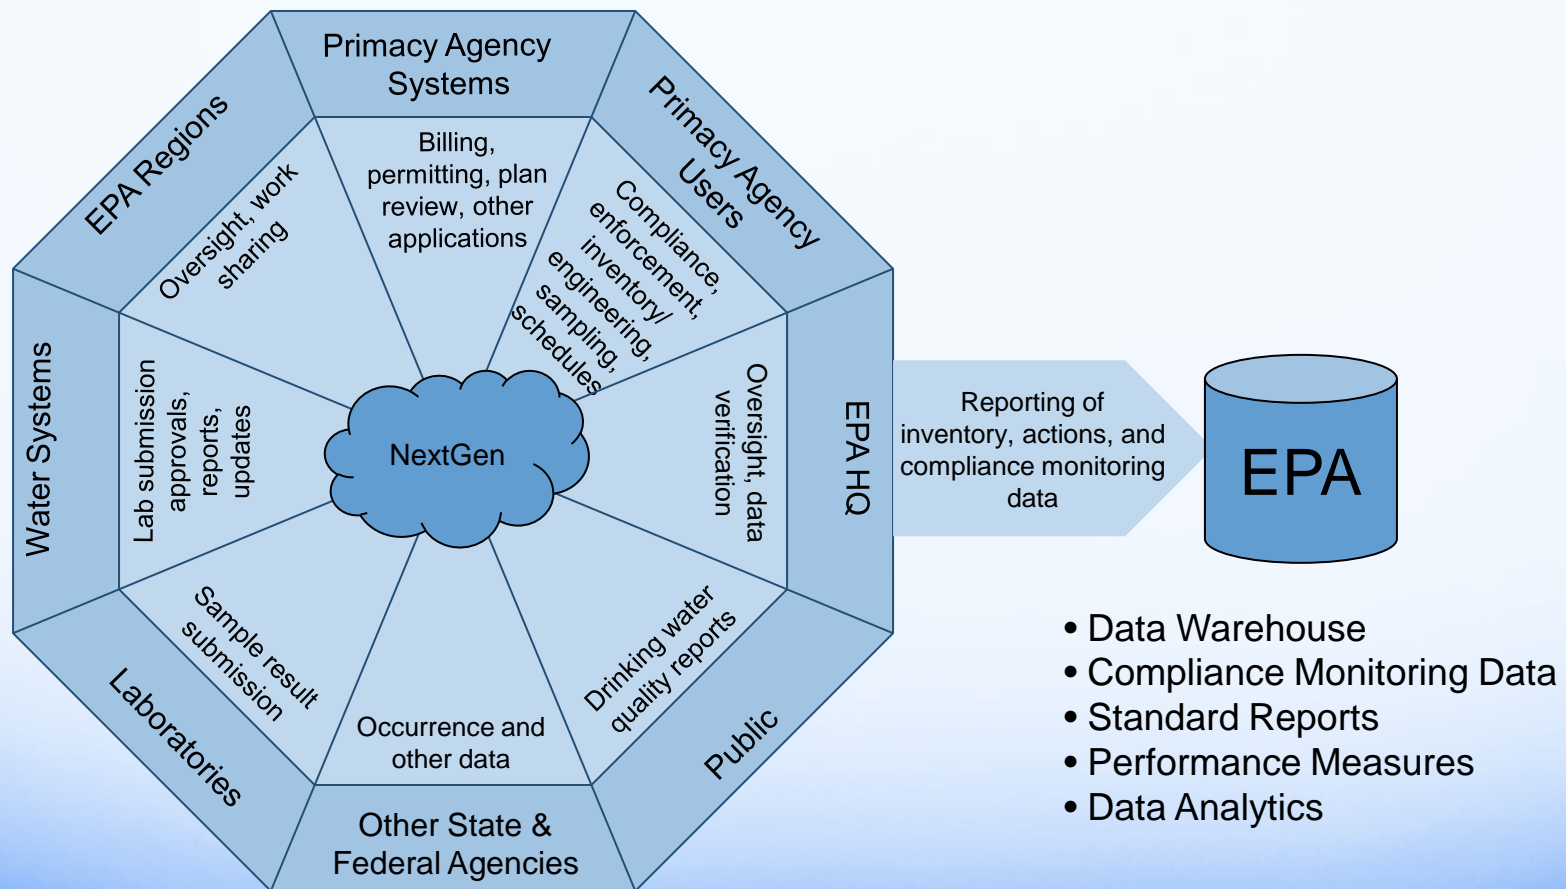 Primacy Agency
Systems
Billing,
permitting, plan
review, other
applications
Primacy Agency
Users
Compliance,
enforcement,
inventory/
engineering,
sampling,
schedules
EPA HQ
Oversight, data
verification
Public
Drinking water
quality reports
Other State &
Federal Agencies
Occurrence and
other data
Laboratories
Sample result
submission
Water Systems
Lab submission
approvals,
reports,
updates
EPA Regions
Oversight, work
sharing
NextGen
Reporting of
inventory, actions, and
compliance monitoring
data
EPA
• Data Warehouse
• Compliance Monitoring Data
• Standard Reports
• Performance Measures
• Data Analytics